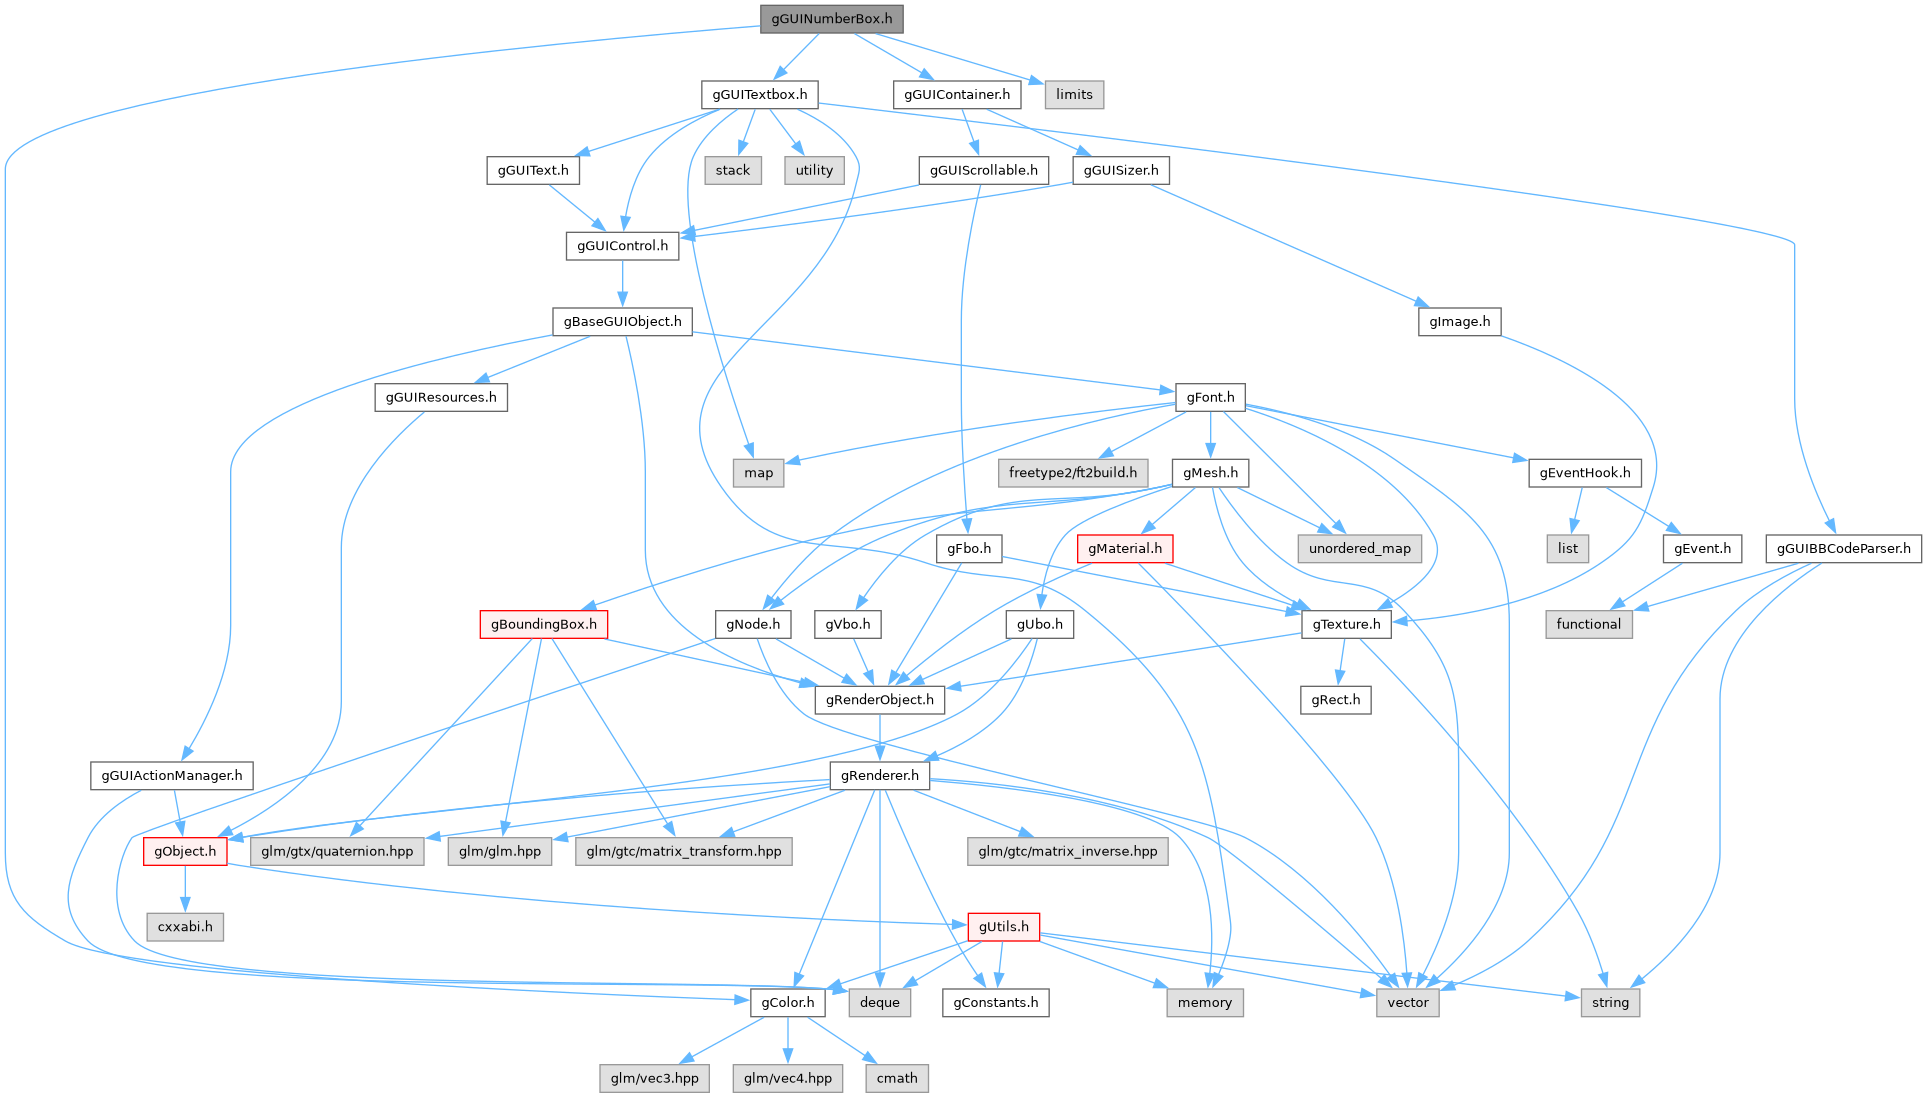 gGUINumberBox.h
gGUITextbox.h
gGUIContainer.h
limits
gGUIText.h
stack
utility
gGUIScrollable.h
gGUISizer.h
gGUIControl.h
gBaseGUIObject.h
gImage.h
gGUIResources.h
gFont.h
map
freetype2/ft2build.h
gMesh.h
gEventHook.h
gFbo.h
gMaterial.h
unordered_map
list
gEvent.h
gGUIBBCodeParser.h
gBoundingBox.h
gNode.h
gVbo.h
gUbo.h
gTexture.h
functional
gRenderObject.h
gRect.h
gGUIActionManager.h
gRenderer.h
gObject.h
glm/gtx/quaternion.hpp
glm/glm.hpp
glm/gtc/matrix_transform.hpp
glm/gtc/matrix_inverse.hpp
cxxabi.h
gUtils.h
gColor.h
deque
gConstants.h
memory
vector
string
glm/vec3.hpp
glm/vec4.hpp
cmath